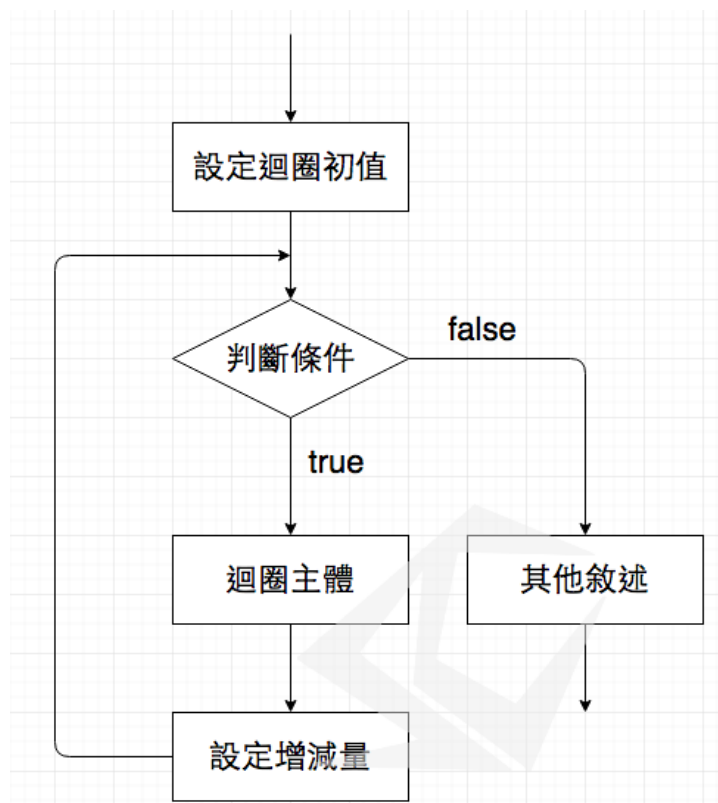 設定迴圈初值
判斷條件
false
true
迴圈主體
其他敘述
設定增減量